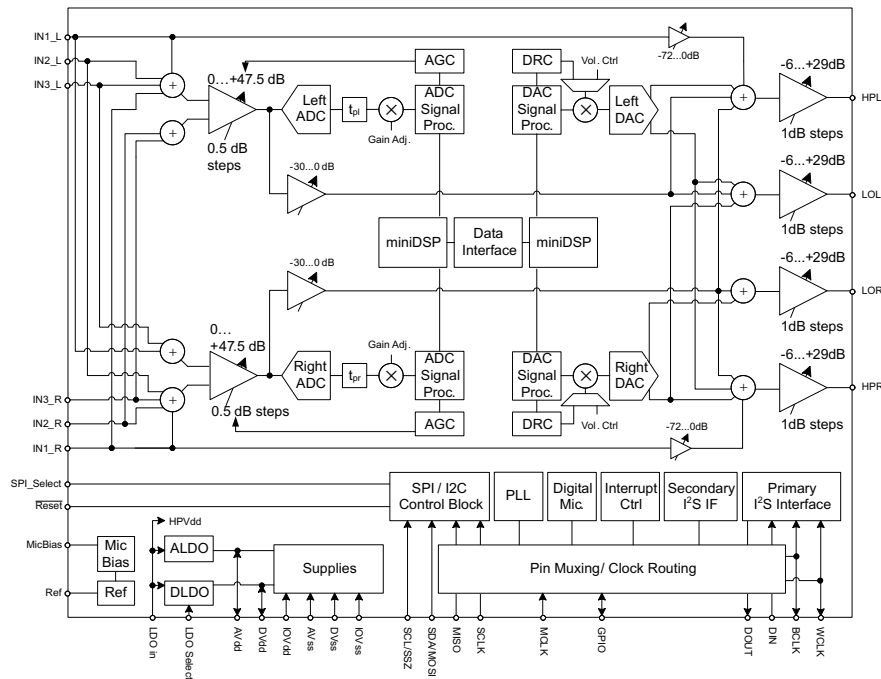 IN1_L
IN2_L
IN3_L
0…+47.5 dB
0.5 dB
steps
Left
ADC
tpl
Gain Adj.
AGC
ADC
Signal
Proc.
DRC
DAC
Signal
Proc.
Vol. Ctrl
Left
DAC
-72...0dB
-6...+29dB
1dB steps
HPL
-30...0 dB
-6...+29dB
1dB steps
LOL
miniDSP
Data
Interface
miniDSP
-30...0 dB
-6...+29dB
1dB steps
LOR
0…
+47.5 dB
0.5 dB steps
Right
ADC
tpr
Gain Adj.
ADC
Signal
Proc.
AGC
DAC
Signal
Proc.
DRC
Vol. Ctrl
Right
DAC
-72...0dB
-6...+29dB
1dB steps
HPR
IN3_R
IN2_R
IN1_R
SPI_Select
Reset
SPI / I2C
Control Block
PLL
Digital
Mic.
Interrupt
Ctrl
Secondary
I²S IF
Primary
I²S Interface
HPVdd
MicBias
Mic
Bias
Ref
Ref
ALDO
DLDO
Supplies
Pin Muxing/ Clock Routing
LDO in
LDO Select
AVdd
DVdd
IOVdd
AVss
DVss
IOVss
SCL/SSZ
SDA/MOSI
MISO
SCLK
MCLK
GPIO
DOUT
DIN
BCLK
WCLK